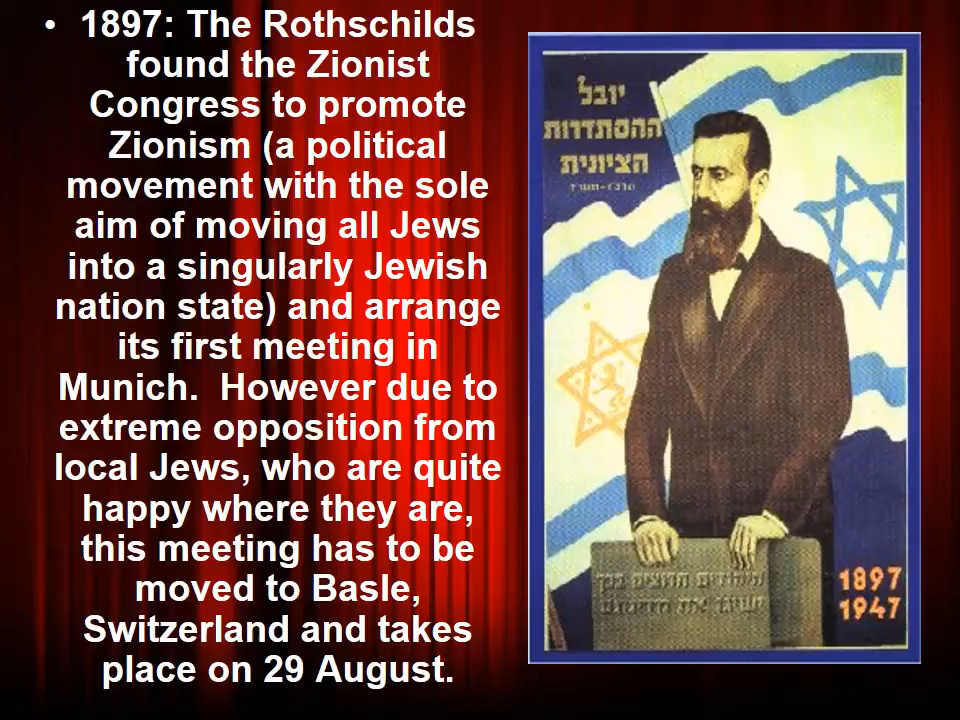 • 1897: The Rothschilds
found the Zionist
Congress to promote
Zionism (a political
movement with the sole
aim of moving all Jews
into a singularly Jewish
nation state) and arrange
its first meeting in
Munich. However due to
extreme opposition from
local Jews, who are quite
happy where they are,
this meeting has to be
moved to Basle,
Switzerland and takes
place on 29 August.
יובל
ההסתדרות
הציונית
1897
1947